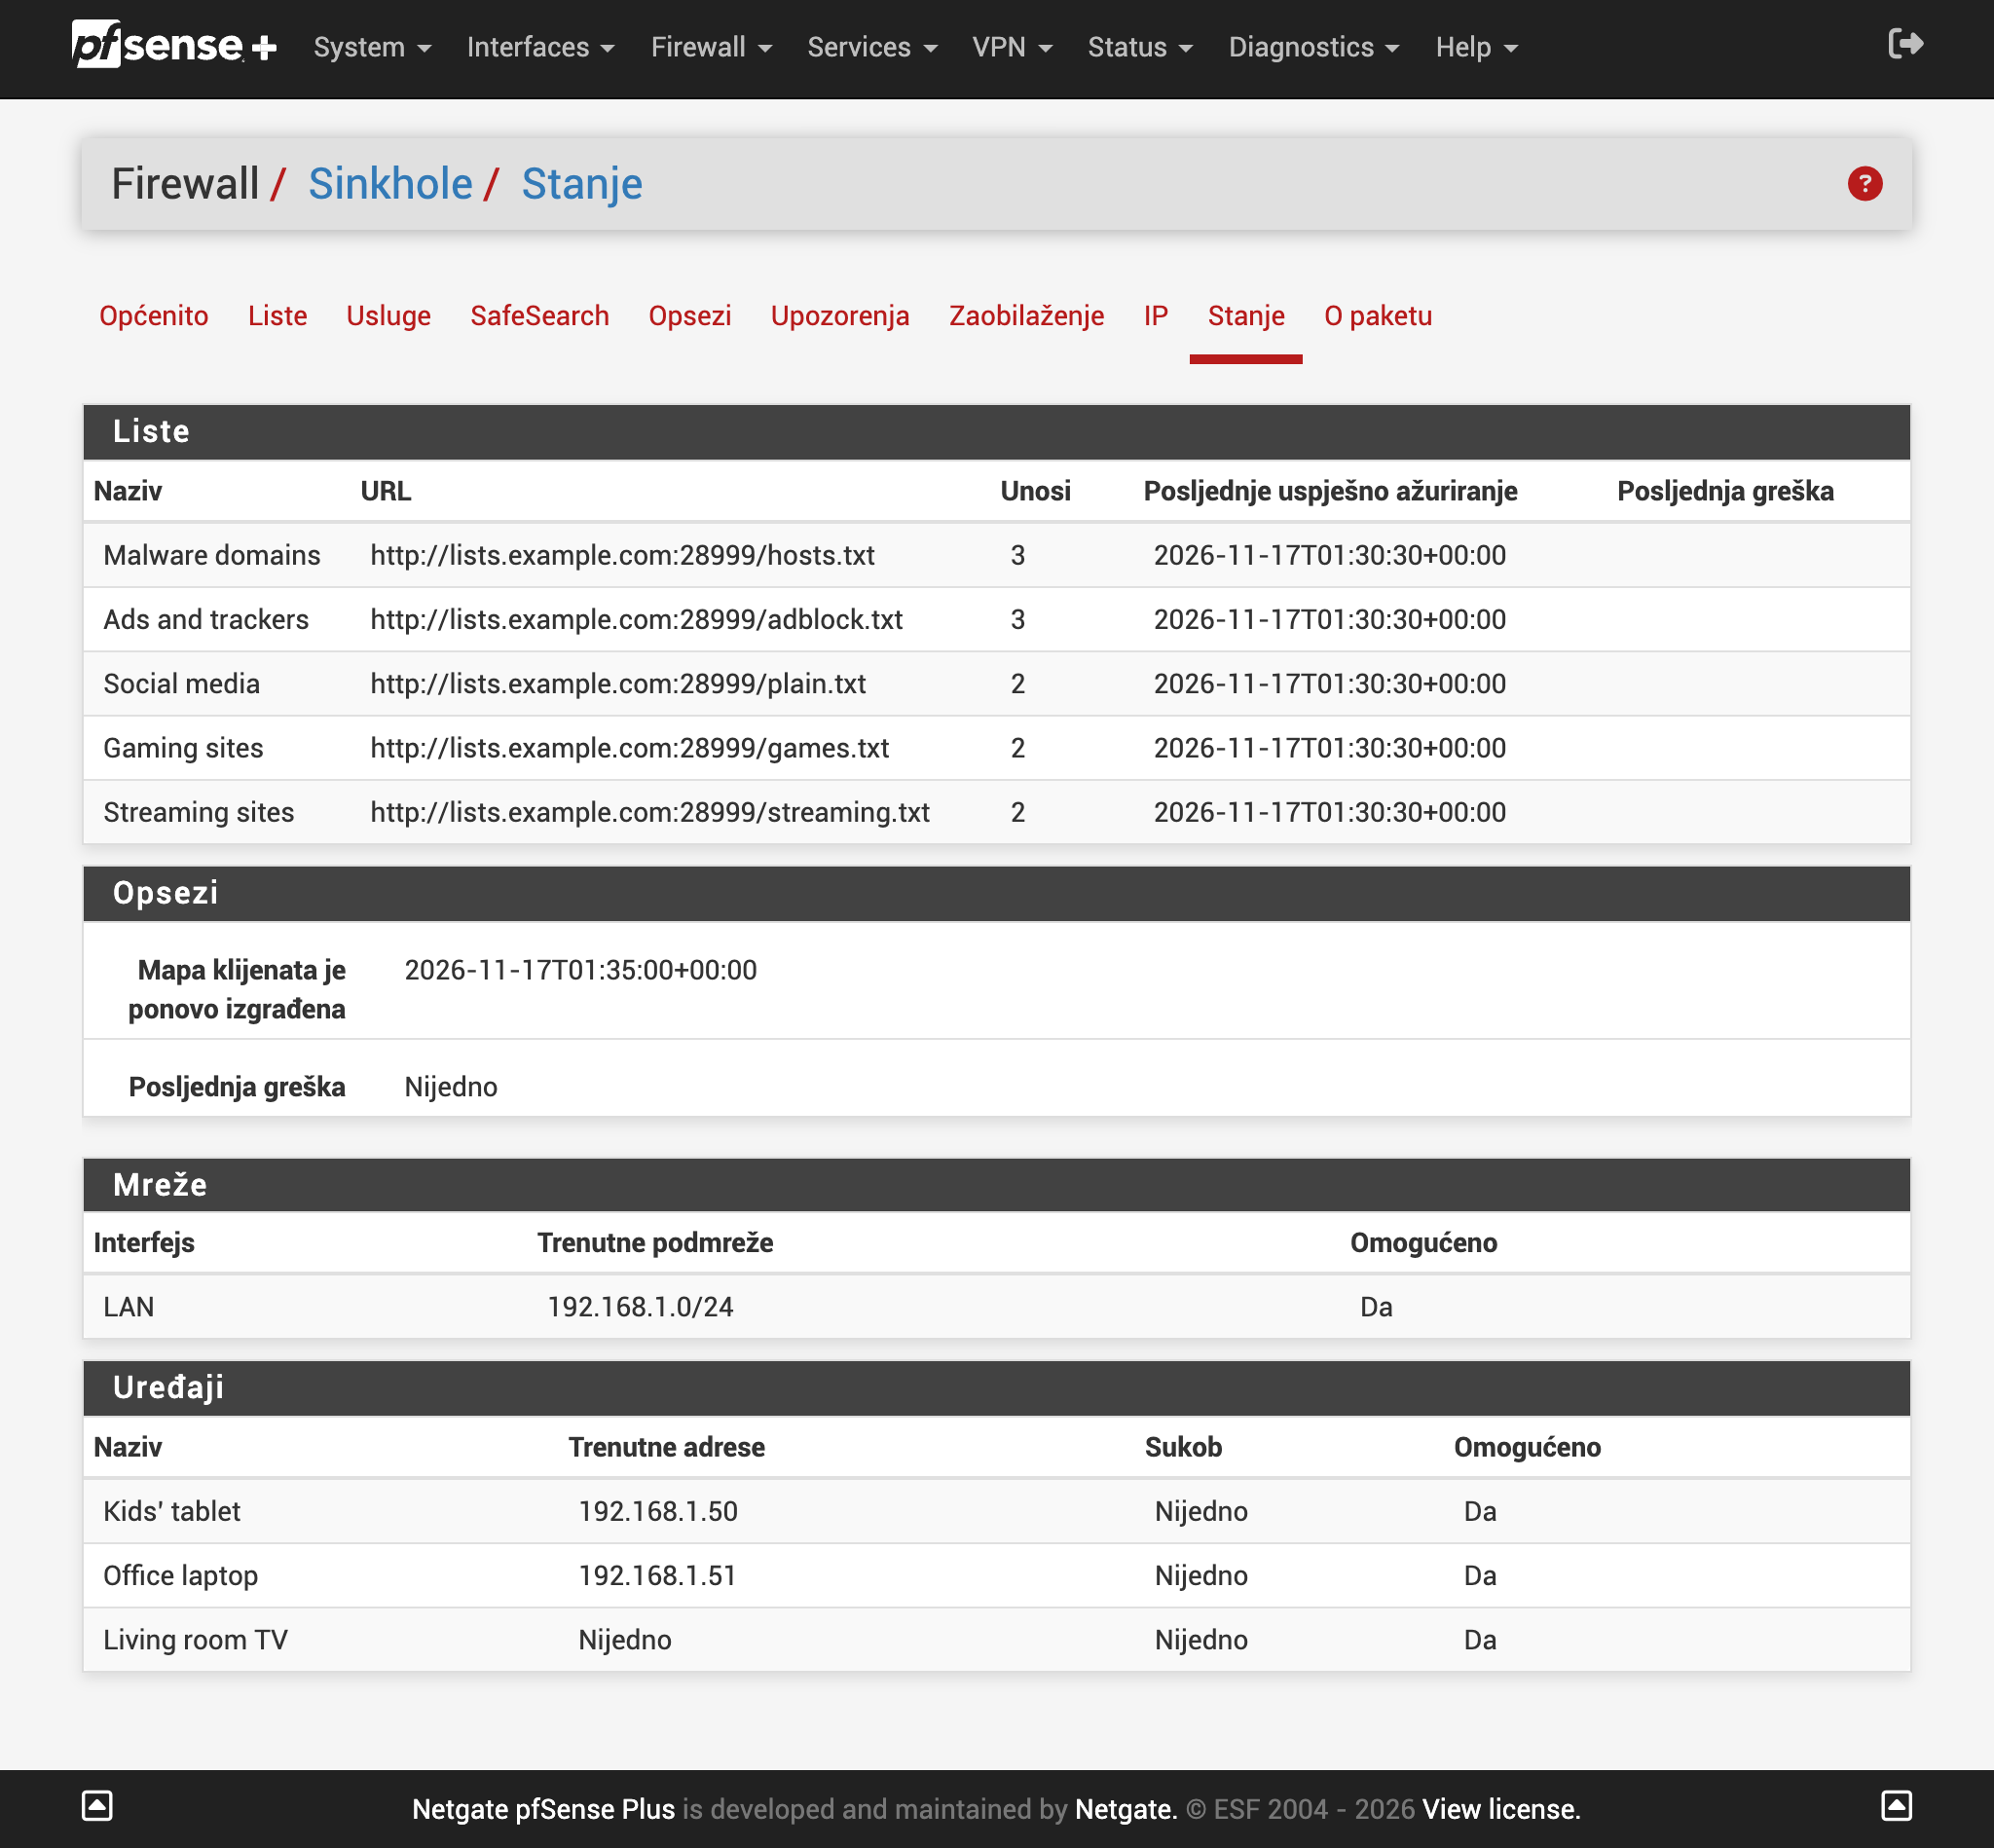 pfsense +
System Interfaces Firewall Services VPN Status Diagnostics Help
Firewall / Sinkhole / Stanje
?
Općenito Liste Usluge SafeSearch Opsezi Upozorenja Zaobilaženje IP Stanje O paketu
Liste
Naziv URL Unosi Posljednje uspješno ažuriranje Posljednja greška
Malware domains http://lists.example.com:28999/hosts.txt 3 2026-11-17T01:30:30+00:00
Ads and trackers http://lists.example.com:28999/adblock.txt 3 2026-11-17T01:30:30+00:00
Social media http://lists.example.com:28999/plain.txt 2 2026-11-17T01:30:30+00:00
Gaming sites http://lists.example.com:28999/games.txt 2 2026-11-17T01:30:30+00:00
Streaming sites http://lists.example.com:28999/streaming.txt 2 2026-11-17T01:30:30+00:00
Opsezi
Mapa klijenata je
ponovo izgrađena 2026-11-17T01:35:00+00:00
Posljednja greška Nijedno
Mreže
Interfejs Trenutne podmreže Omogućeno
LAN 192.168.1.0/24 Da
Uređaji
Naziv Trenutne adrese Sukob Omogućeno
Kids' tablet 192.168.1.50 Nijedno Da
Office laptop 192.168.1.51 Nijedno Da
Living room TV Nijedno Nijedno Da
Netgate pfSense Plus is developed and maintained by Netgate. © ESF 2004 - 2026 View license.